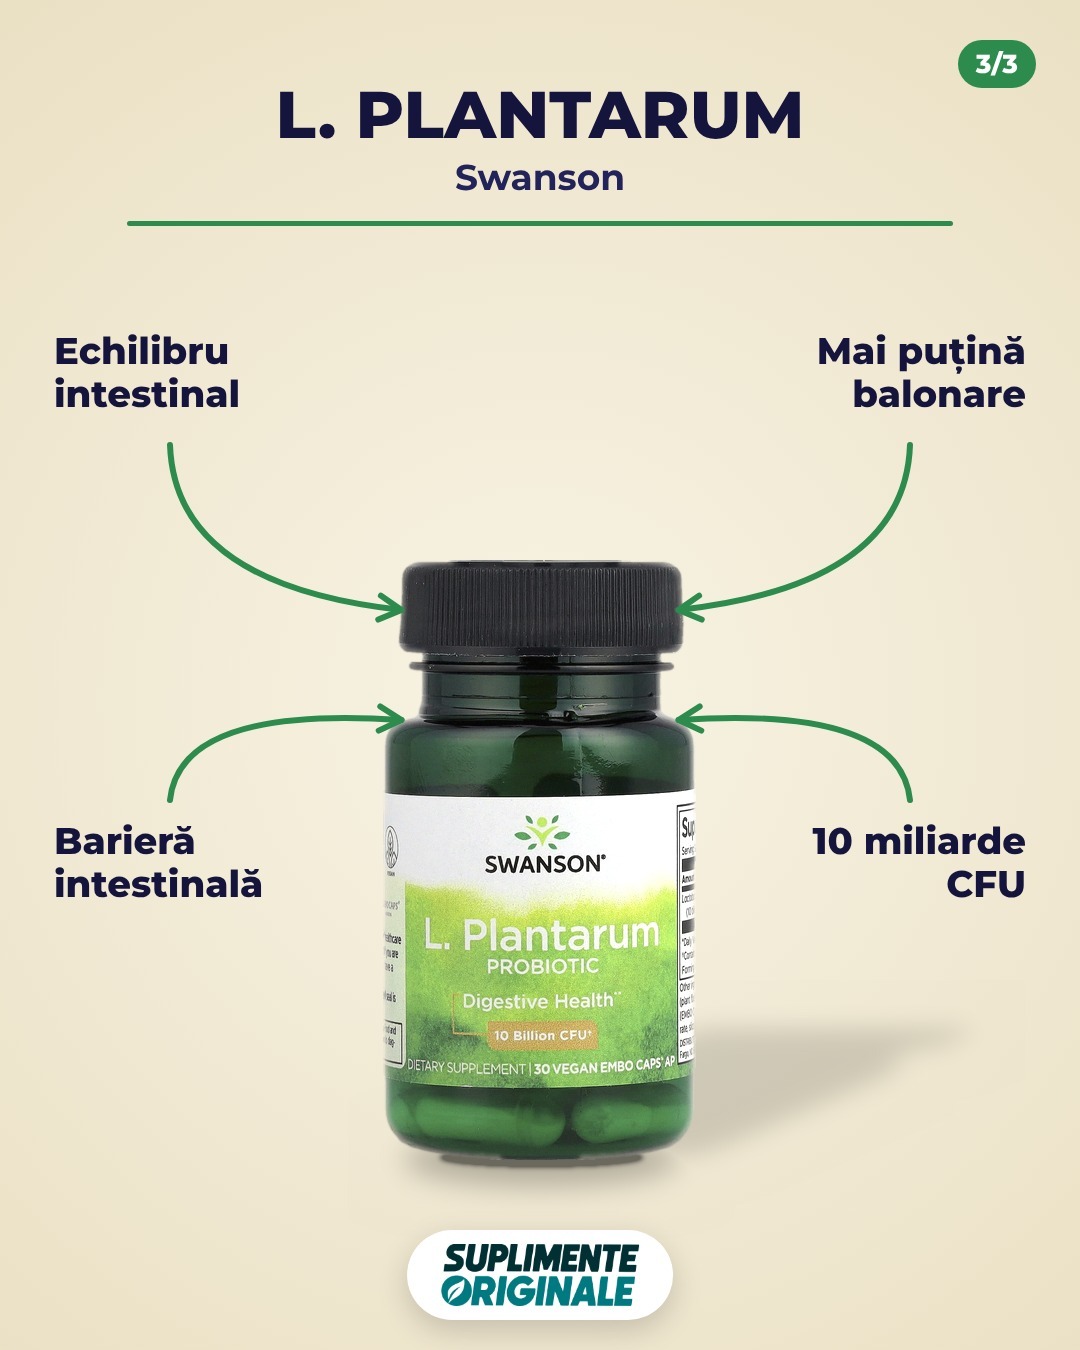 3/3
L. PLANTARUM
Swanson
Echilibru
intestinal
Mai puțină
balonare
Barieră
intestinală
10 miliarde
CFU
SWANSON®
L. Plantarum
PROBIOTIC
Digestive Health
10 Billion CFU†
DIETARY SUPPLEMENT | 30 VEGAN EMBO CAPS® AP
SUPLIMENTE
ORIGINALE